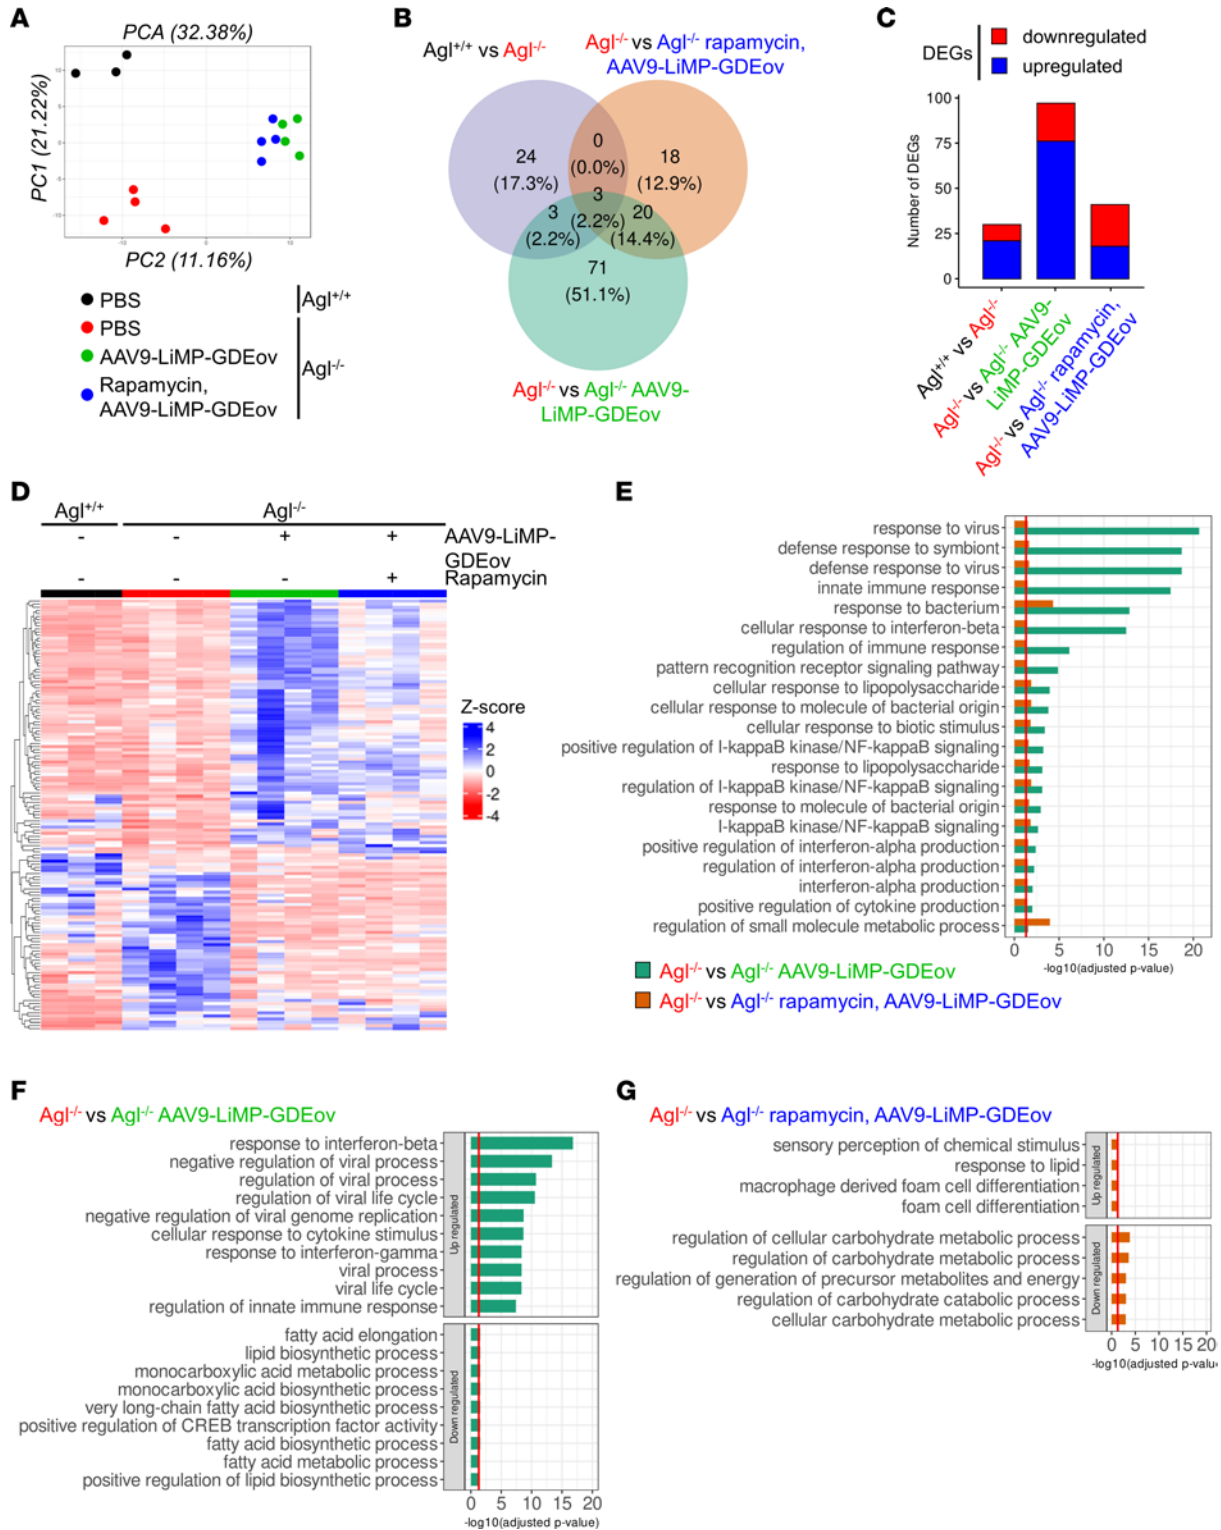 A
PCA (32.38%)
PC1 (21.22%)
10
5
0
-5
-10
-10
0
10
PC2 (11.16%)
PBS
Agl+/+
PBS
AAV9-LiMP-GDEov
Rapamycin,
AAV9-LiMP-GDEov
Agl-/-
B
Agl+/+ vs Agl-/-
Agl-/- vs Agl-/- rapamycin,
AAV9-LiMP-GDEov
24
(17.3%)
0
(0.0%)
18
(12.9%)
3
(2.2%)
3
(2.2%)
20
(14.4%)
71
(51.1%)
Agl-/- vs Agl-/- AAV9-
LiMP-GDEov
C
DEGs
downregulated
upregulated
Number of DEGs
100
75
50
25
0
Agl+/+ vs Agl-/-
Agl-/- vs Agl-/- AAV9-
LiMP-GDEov
Agl-/- vs Agl-/- rapamycin,
AAV9-LiMP-GDEov
D
Agl+/+ Agl-/-
- - + + AAV9-LiMP-
GDEov
- - - + Rapamycin
Z-score
4
2
0
-2
-4
E
response to virus
defense response to symbiont
defense response to virus
innate immune response
response to bacterium
cellular response to interferon-beta
regulation of immune response
pattern recognition receptor signaling pathway
cellular response to lipopolysaccharide
cellular response to molecule of bacterial origin
cellular response to biotic stimulus
positive regulation of I-kappaB kinase/NF-kappaB signaling
response to lipopolysaccharide
regulation of I-kappaB kinase/NF-kappaB signaling
response to molecule of bacterial origin
I-kappaB kinase/NF-kappaB signaling
positive regulation of interferon-alpha production
regulation of interferon-alpha production
interferon-alpha production
positive regulation of cytokine production
regulation of small molecule metabolic process
0 5 10 15 20
-log10(adjusted p-value)
Agl-/- vs Agl-/- AAV9-LiMP-GDEov
Agl-/- vs Agl-/- rapamycin, AAV9-LiMP-GDEov
F
Agl-/- vs Agl-/- AAV9-LiMP-GDEov
response to interferon-beta
negative regulation of viral process
regulation of viral process
regulation of viral life cycle
negative regulation of viral genome replication
cellular response to cytokine stimulus
response to interferon-gamma
viral process
viral life cycle
regulation of innate immune response
Up regulated
fatty acid elongation
lipid biosynthetic process
monocarboxylic acid metabolic process
monocarboxylic acid biosynthetic process
very long-chain fatty acid biosynthetic process
positive regulation of CREB transcription factor activity
fatty acid biosynthetic process
fatty acid metabolic process
positive regulation of lipid biosynthetic process
Down regulated
0 5 10 15 20
-log10(adjusted p-value)
G
Agl-/- vs Agl-/- rapamycin, AAV9-LiMP-GDEov
sensory perception of chemical stimulus
response to lipid
macrophage derived foam cell differentiation
foam cell differentiation
Up regulated
regulation of cellular carbohydrate metabolic process
regulation of carbohydrate metabolic process
regulation of generation of precursor metabolites and energy
regulation of carbohydrate catabolic process
cellular carbohydrate metabolic process
Down regulated
0 5 10 15 20
-log10(adjusted p-valu